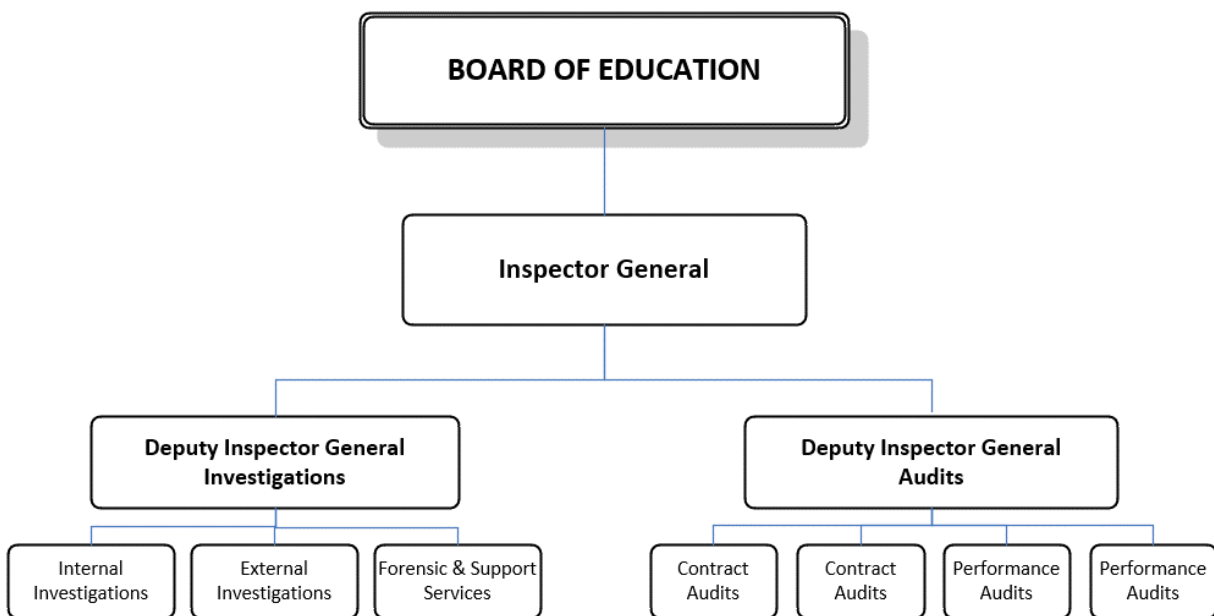 BOARD OF EDUCATION
Inspector General
Deputy Inspector General
Investigations
Deputy Inspector General
Audits
Internal
Investigations
External
Investigations
Forensic & Support
Services
Contract
Audits
Contract
Audits
Performance
Audits
Performance
Audits